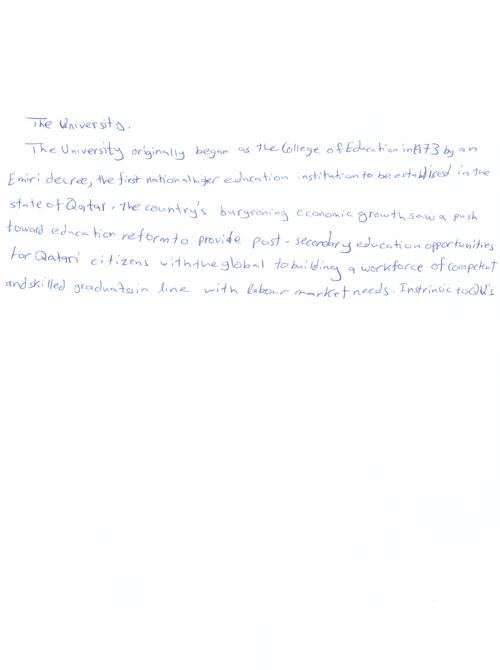 The University.
The University originally began as the College of Education in 1973 by an
Emiri decree, the first national higer education institution to be established in the
state of Qatar. The country's burgeoning economic growth saw a push
toward education reform to provide post-secondary education opportunities
for Qatari citizens with the global to building a workforce of competent
and skilled graduates in line with labour market needs. Instrinsic to QU's